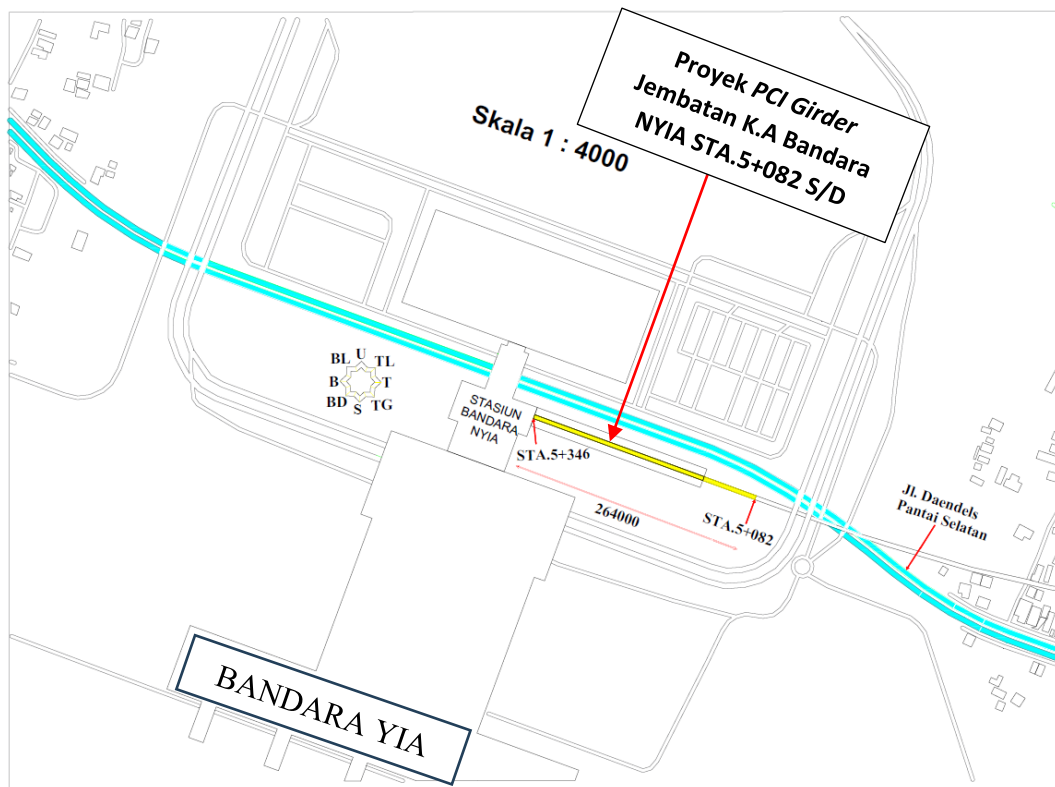 Proyek PCI Girder
Jembatan K.A Bandara
NYIA STA.5+082 S/D
Skala 1 : 4000
U
BL TL
B T
BD TG
S
STASIUN
BANDARA
NYIA
STA.5+346
264000
STA.5+082
Jl. Daendels
Pantai Selatan
BANDARA YIA